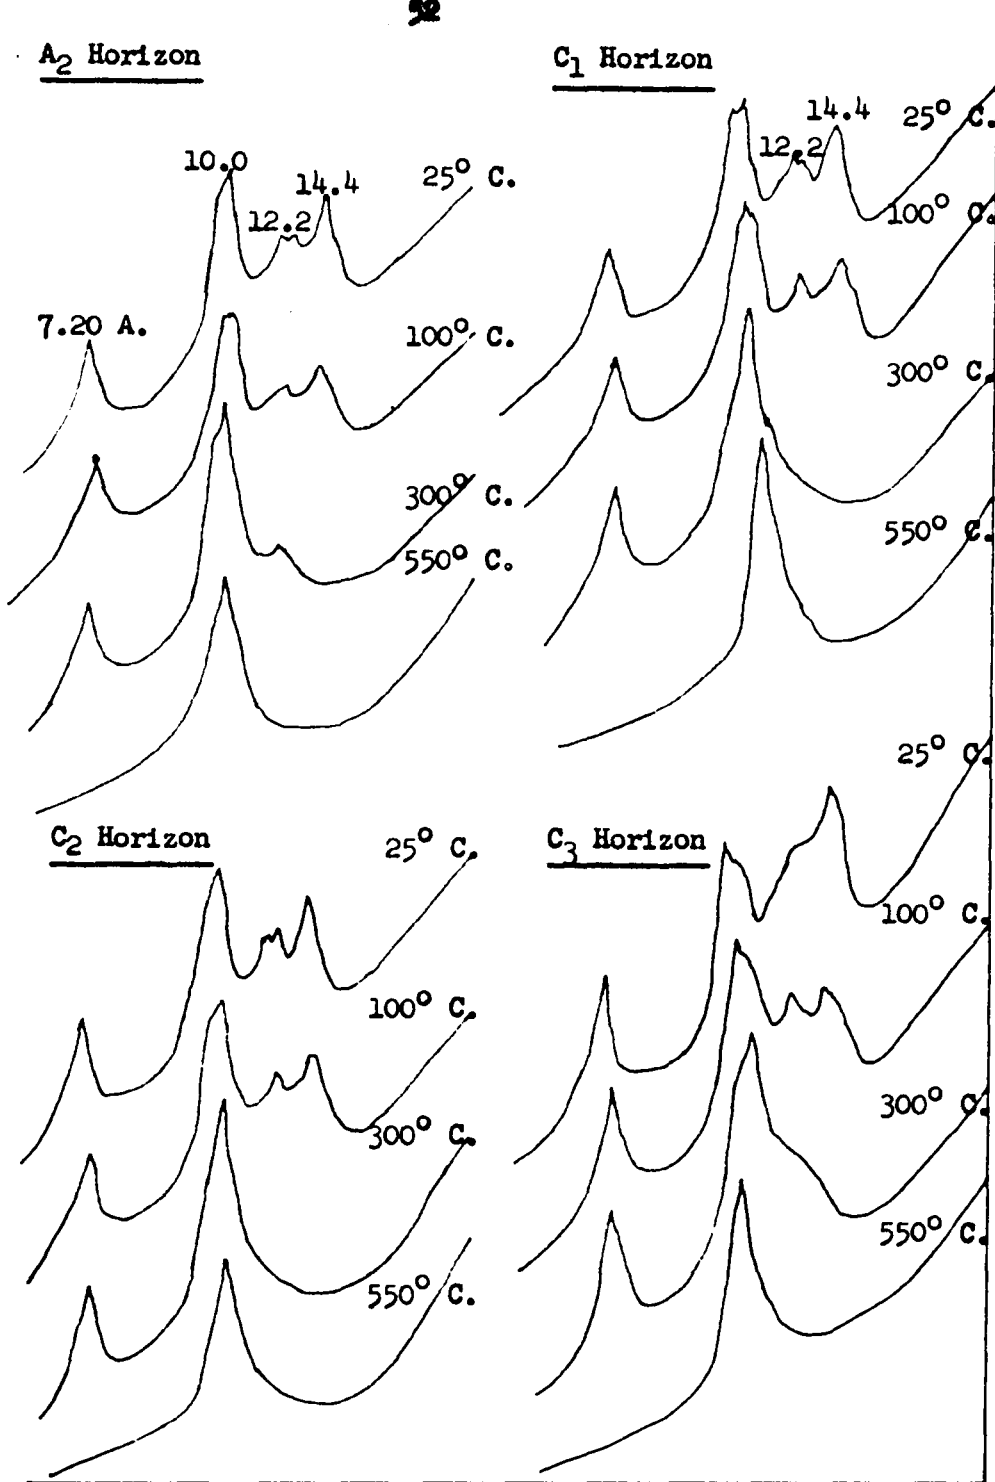 A2 Horizon
7.20 A.
10.0
12.2
14.4
25° C.
100° C.
300° C.
550° C.
C1 Horizon
12.2
14.4
25° C.
100° C.
300° C.
550° C.
C2 Horizon
25° C.
100° C.
300° C.
550° C.
C3 Horizon
25° C.
100° C.
300° C.
550° C.